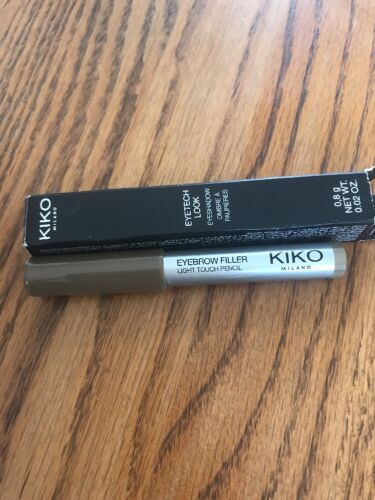 KIKO
MILANO
EYETECH
LOOK
EYESHADOW
OMBRE À
PAUPIÈRES
0,8 g
NET WT.
0.02 OZ.
EYEBROW FILLER
LIGHT TOUCH PENCIL
KIKO
MILANO